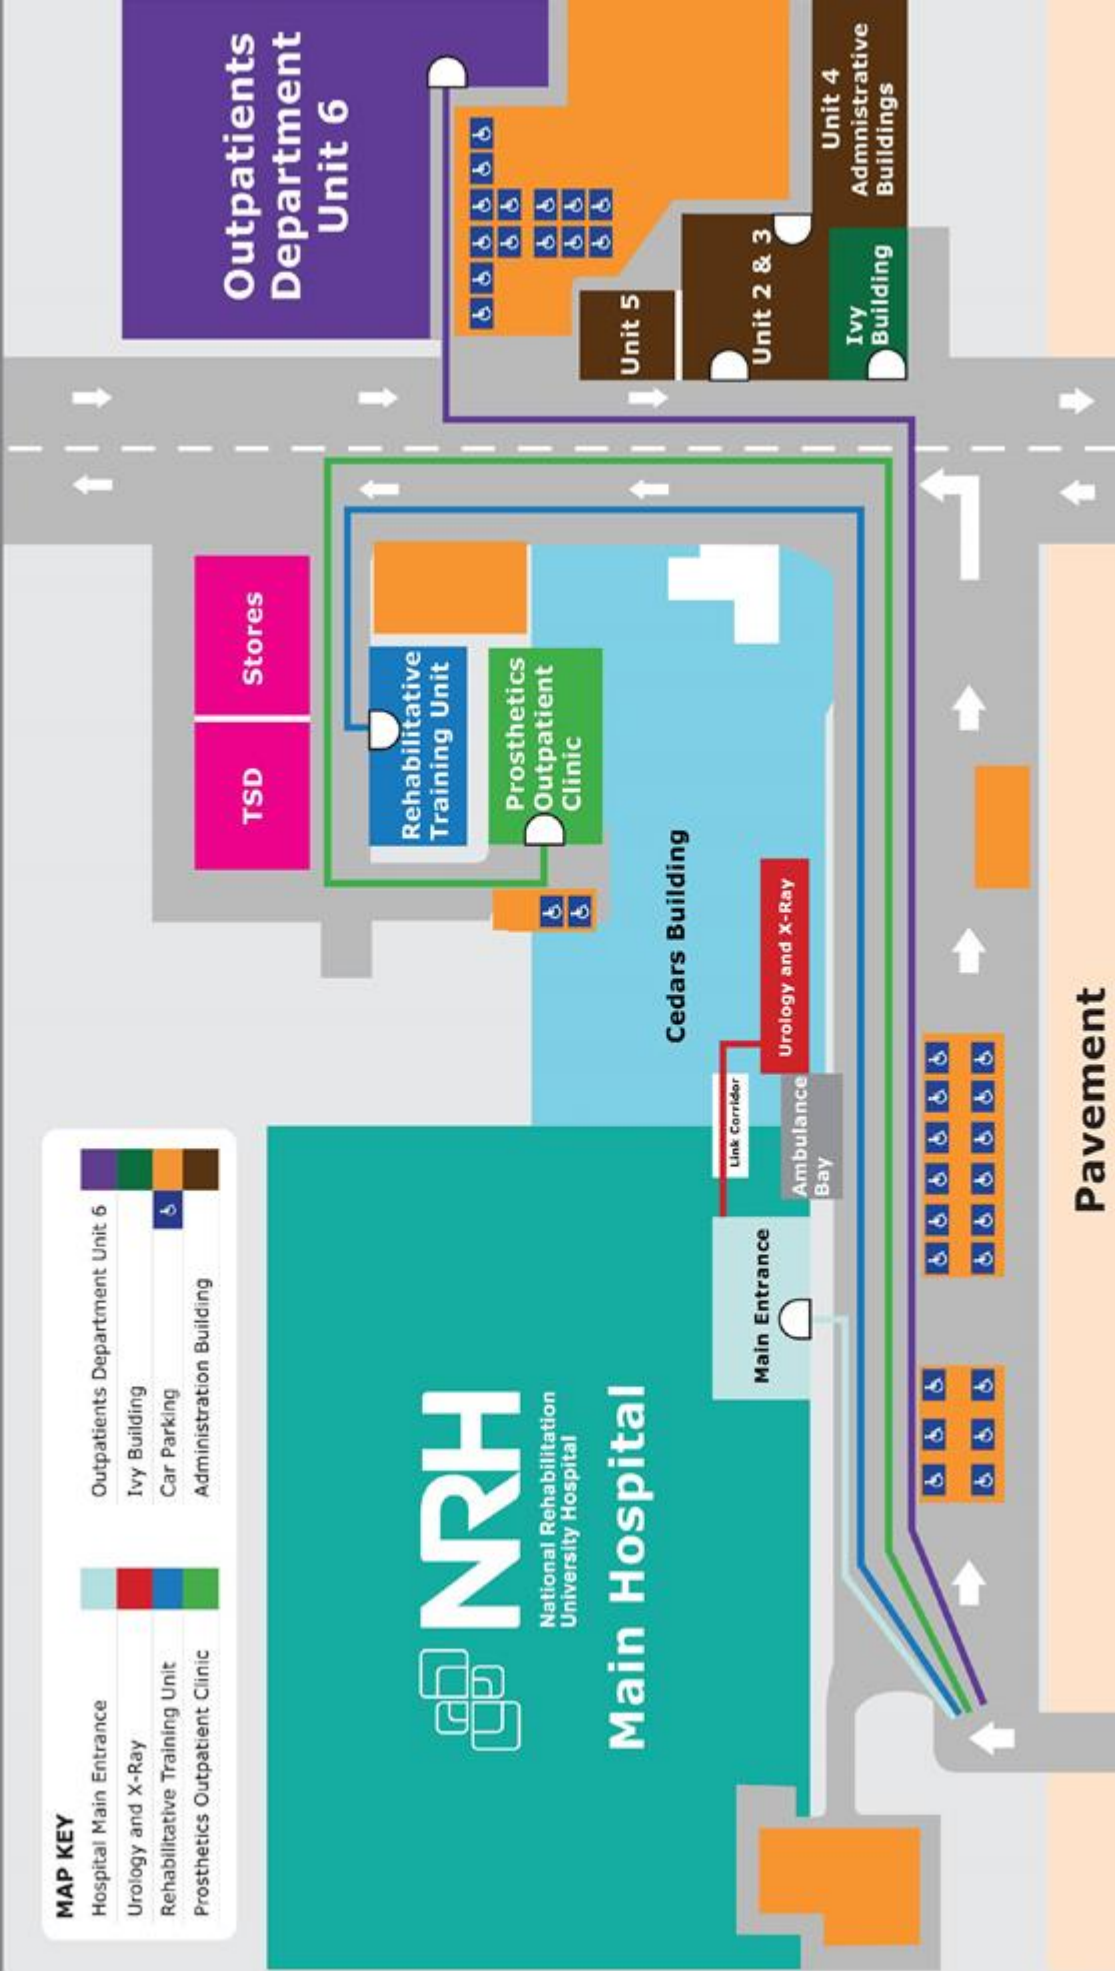 MAP KEY
Hospital Main Entrance
Urology and X-Ray
Rehabilitative Training Unit
Prosthetics Outpatient Clinic
Outpatients Department Unit 6
Ivy Building
Car Parking
Administration Building
NRH
National Rehabilitation
University Hospital
Main Hospital
Main Entrance
Link Corridor
Ambulance
Bay
Urology and X-Ray
Cedars Building
TSD
Stores
Rehabilitative
Training Unit
Prosthetics
Outpatient
Clinic
Outpatients
Department
Unit 6
Unit 5
Unit 2 & 3
Ivy
Building
Unit 4
Admnistrative
Buildings
Pavement